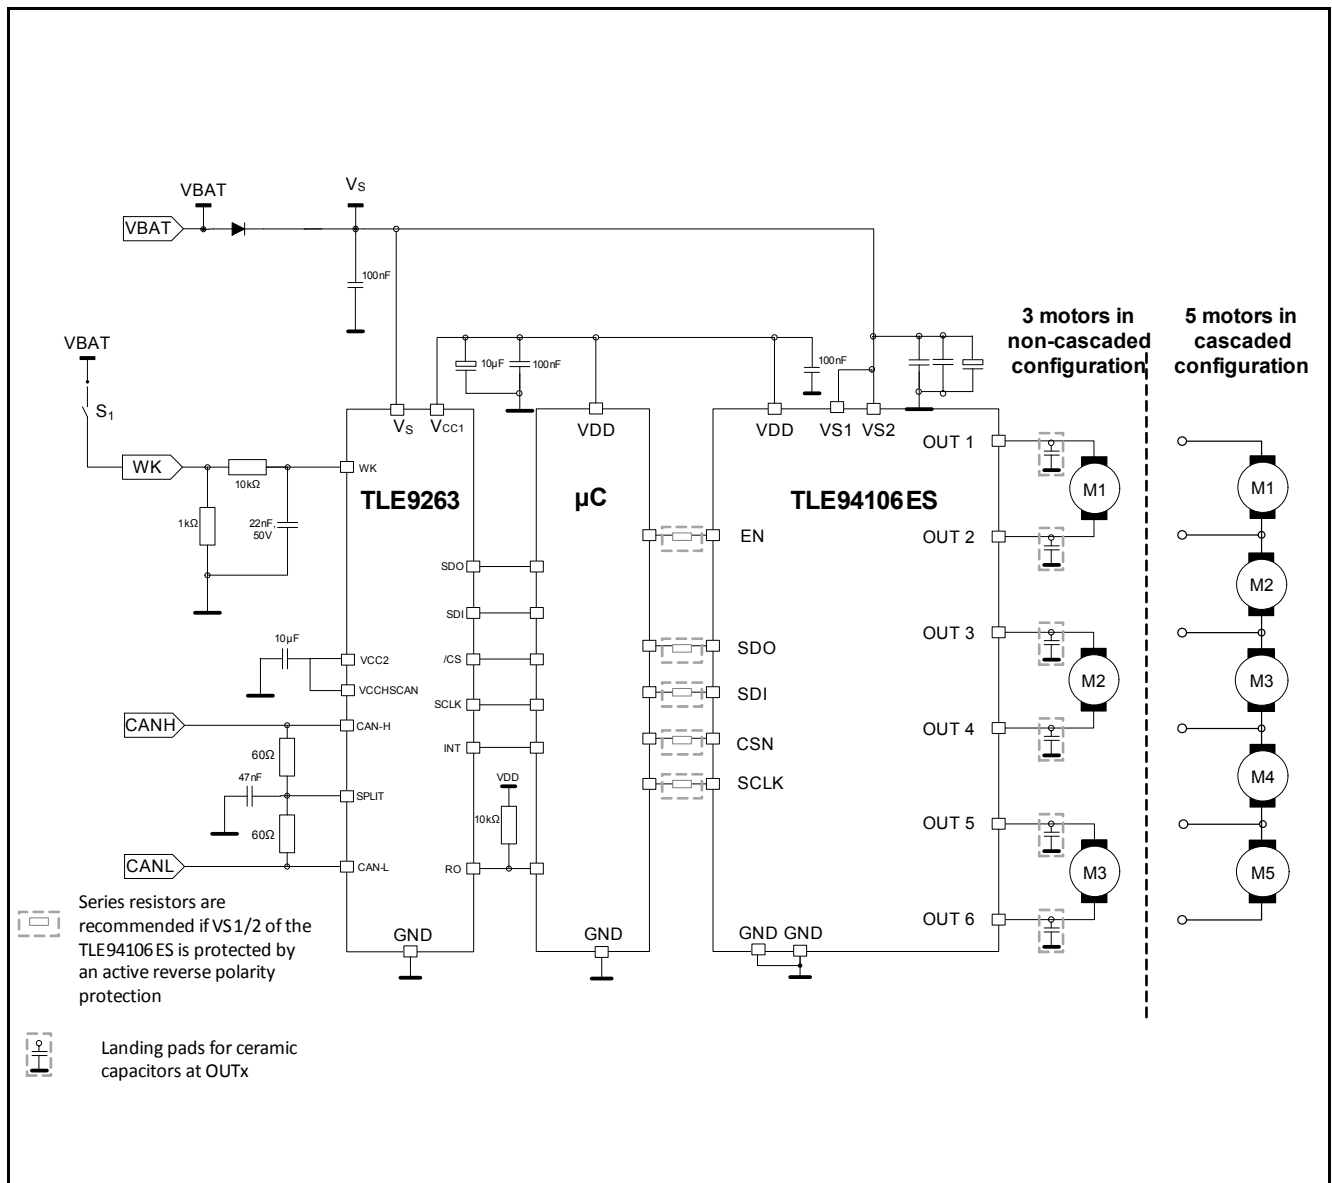 VBAT
VS
VBAT
100nF
3 motors in
non-cascaded
configuration
5 motors in
cascaded
configuration
VBAT
S1
10µF
100nF
100nF
VS
VCC1
VDD
VDD
VS1
VS2
WK
10kΩ
WK
1kΩ
22nF,
50V
TLE9263
µC
TLE94106ES
OUT 1
M1
M1
EN
OUT 2
SDO
M2
SDI
10µF
VCC2
/CS
SDO
OUT 3
VCCHSCAN
SCLK
SDI
M2
M3
CANH
CAN-H
INT
CSN
OUT 4
60Ω
47nF
VDD
SCLK
M4
SPLIT
60Ω
10kΩ
OUT 5
CANL
CAN-L
RO
M3
M5
Series resistors are
recommended if VS1/2 of the
TLE94106ES is protected by
an active reverse polarity
protection
OUT 6
GND
GND
GND
GND
Landing pads for ceramic
capacitors at OUTx